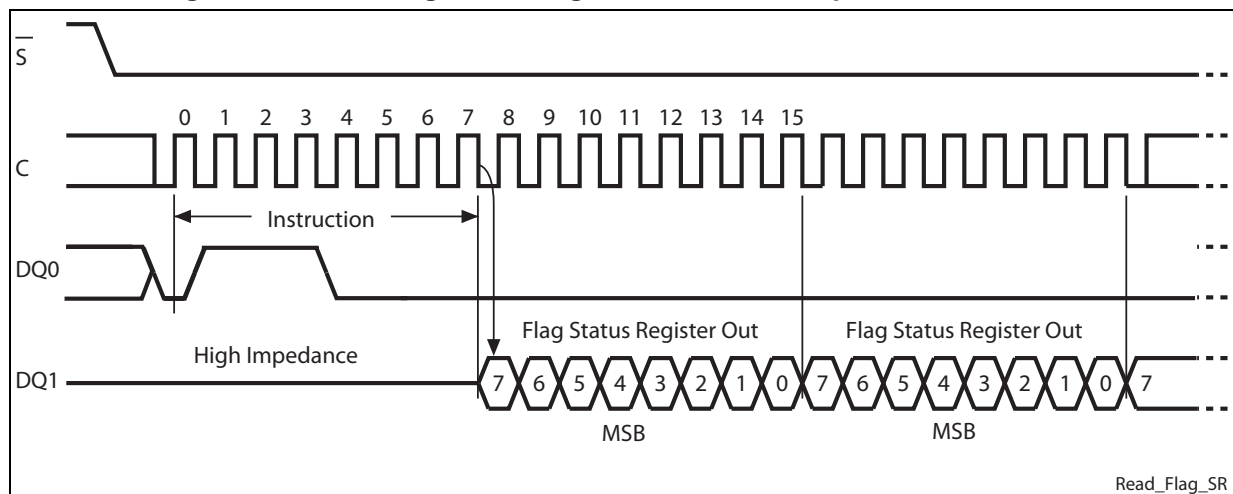 S
0 1 2 3 4 5 6 7 8 9 10 11 12 13 14 15
C
Instruction
DQ0
Flag Status Register Out Flag Status Register Out
High Impedance
DQ1 7 6 5 4 3 2 1 0 7 6 5 4 3 2 1 0 7
MSB MSB
Read_Flag_SR